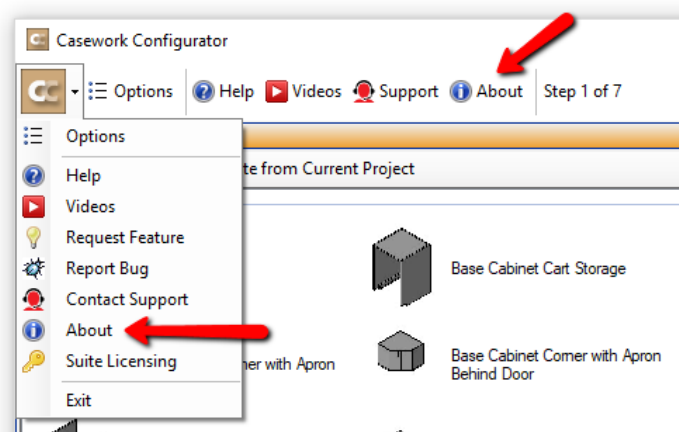 Casework Configurator
CC Options Help Videos Support About Step 1 of 7
Options
Help
te from Current Project
Videos
Request Feature
Report Bug
Base Cabinet Cart Storage
Contact Support
About
Suite Licensing
ner with Apron
Base Cabinet Corner with Apron
Behind Door
Exit